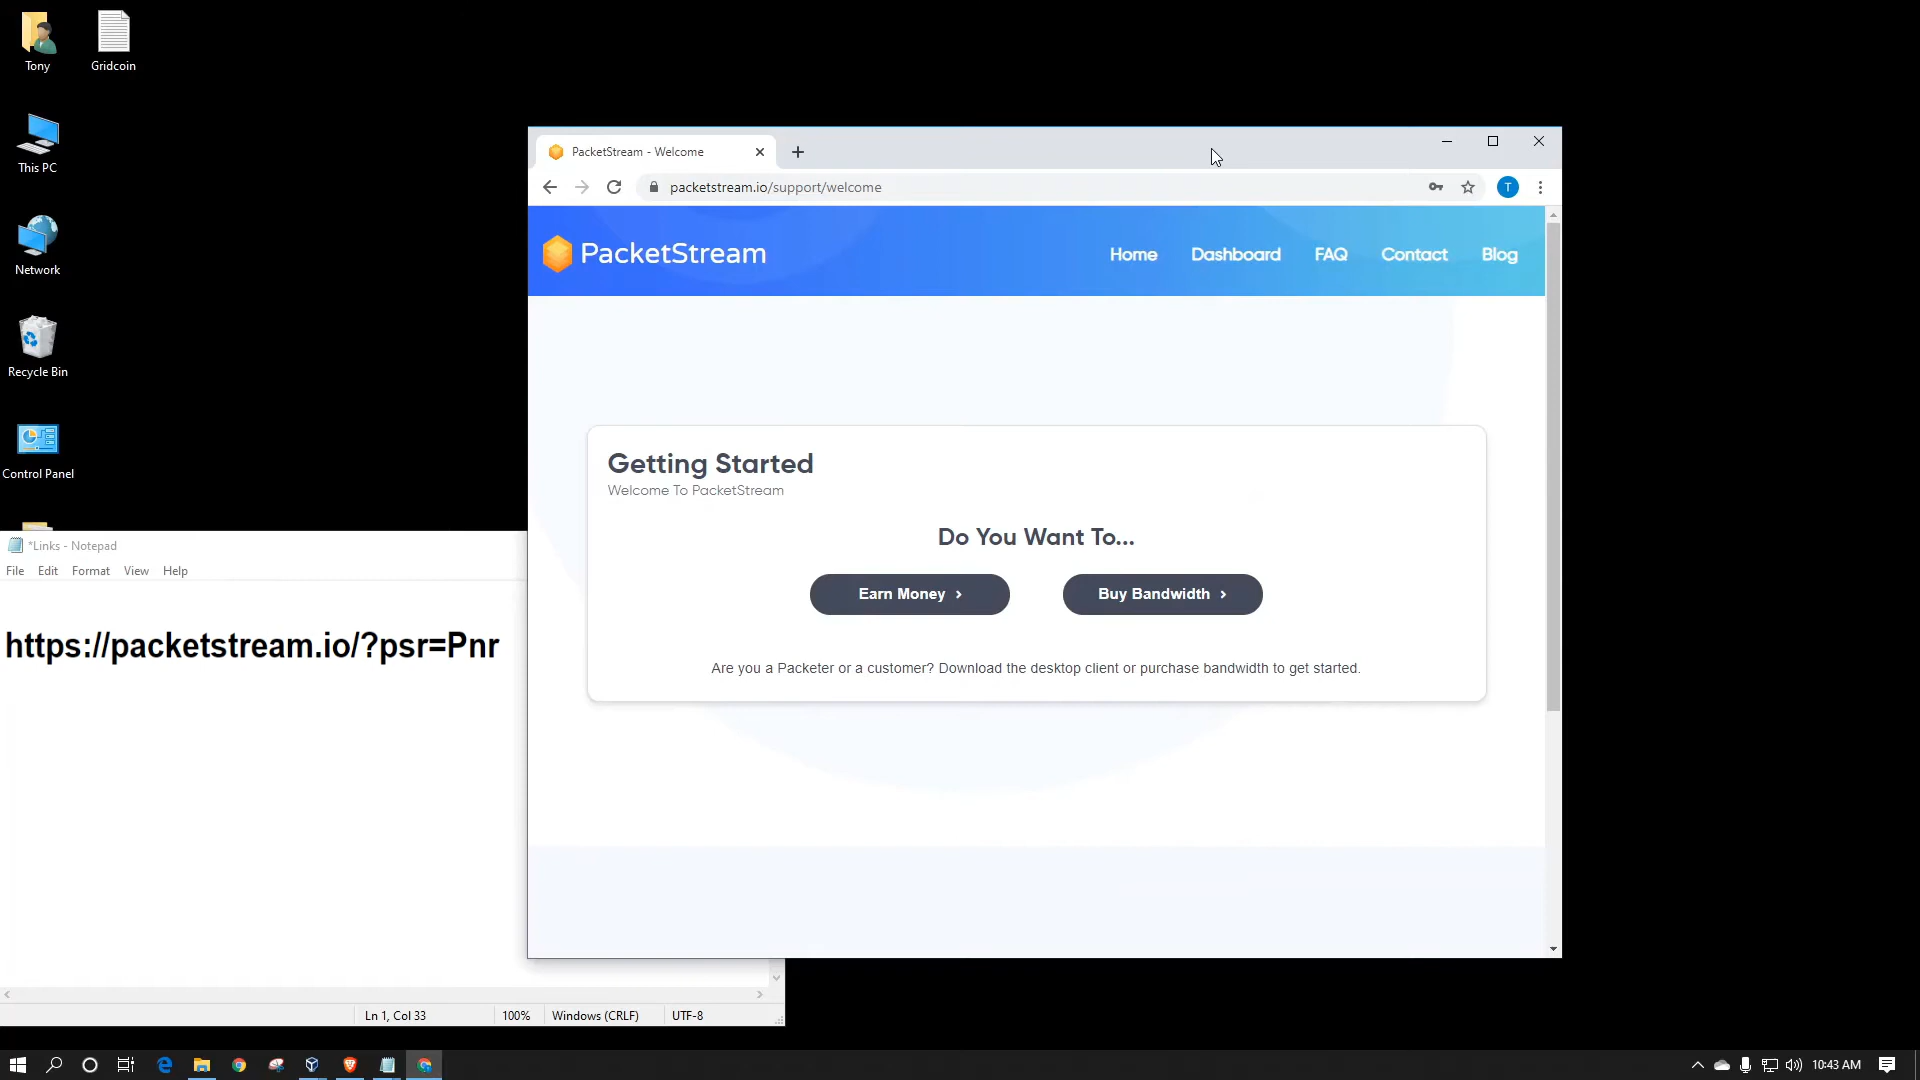 Tony
Gridcoin
This PC
Network
Recycle Bin
Control Panel
PacketStream - Welcome
packetstream.io/support/welcome
T
PacketStream
Home Dashboard FAQ Contact Blog
Getting Started
Welcome To PacketStream
Do You Want To...
Earn Money ›
Buy Bandwidth ›
Are you a Packeter or a customer? Download the desktop client or purchase bandwidth to get started.
*Links - Notepad
File Edit Format View Help
https://packetstream.io/?psr=Pnr
Ln 1, Col 33 100% Windows (CRLF) UTF-8
10:43 AM